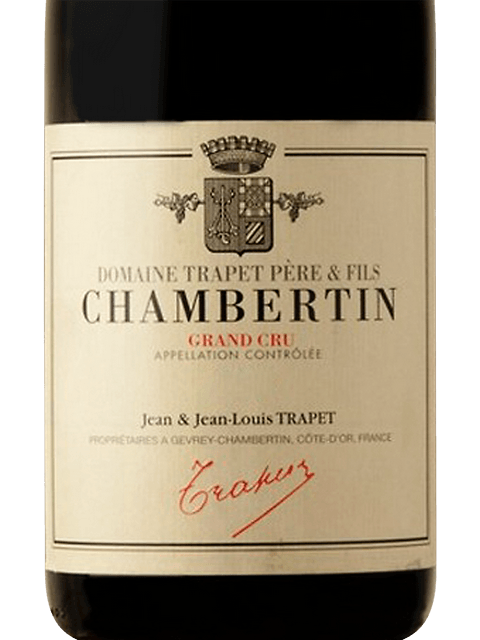 DOMAINE TRAPET PÈRE & FILS
CHAMBERTIN
GRAND CRU
APPELLATION CONTRÔLÉE
Jean & Jean-Louis TRAPET
PROPRIÉTAIRES A GEVREY-CHAMBERTIN, CÔTE-D'OR, FRANCE
Trapet